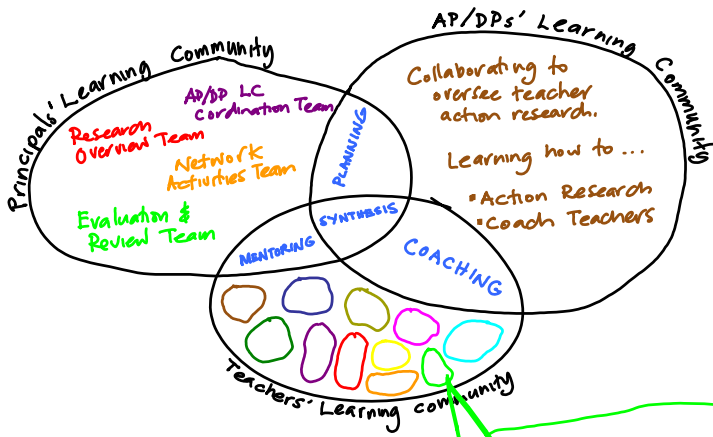 Principals' Learning Community
AP/DPs' Learning Community
AP/DP LC
Coordination Team
Research
Overview Team
Network
Activities Team
Evaluation &
Review Team
PLANNING
Collaborating to
oversee teacher
action research.
Learning how to ...
• Action Research
• Coach Teachers
SYNTHESIS
MENTORING
COACHING
Teachers' Learning Community